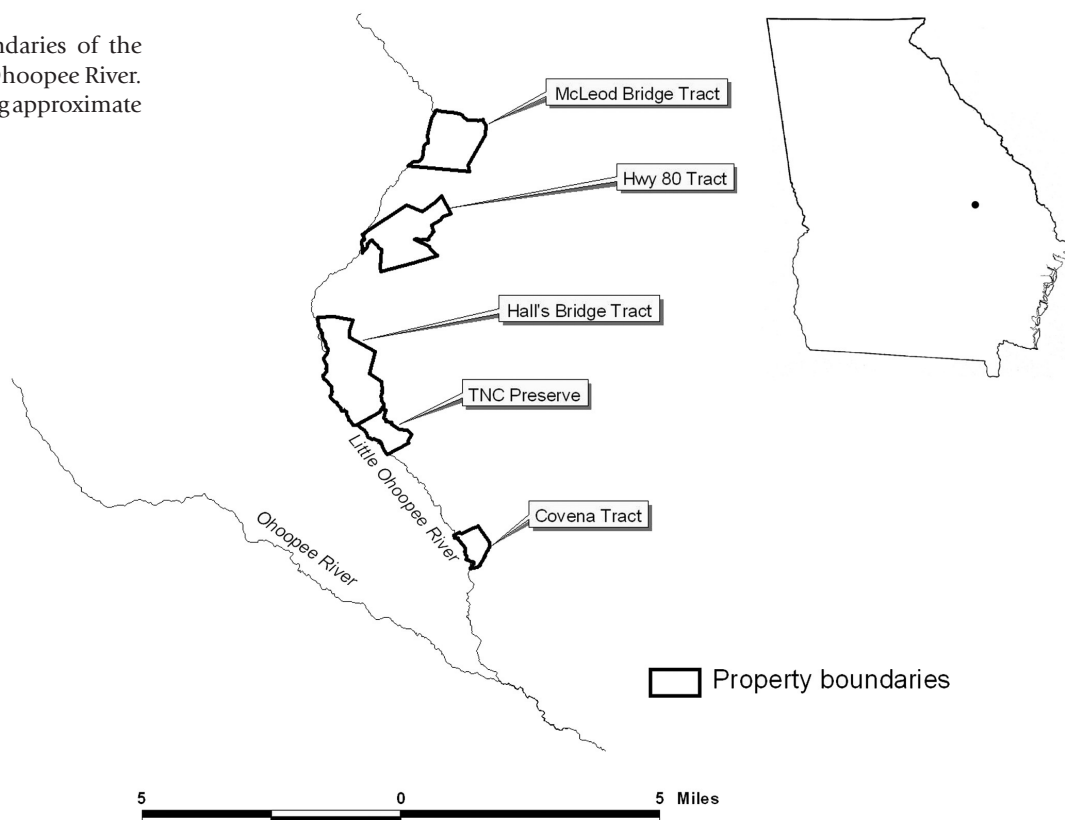 ndaries of the
Ohoopee River.
g approximate
McLeod Bridge Tract
Hwy 80 Tract
Hall's Bridge Tract
TNC Preserve
Little Ohoopee River
Covena Tract
Ohoopee River
Property boundaries
5 0 5 Miles